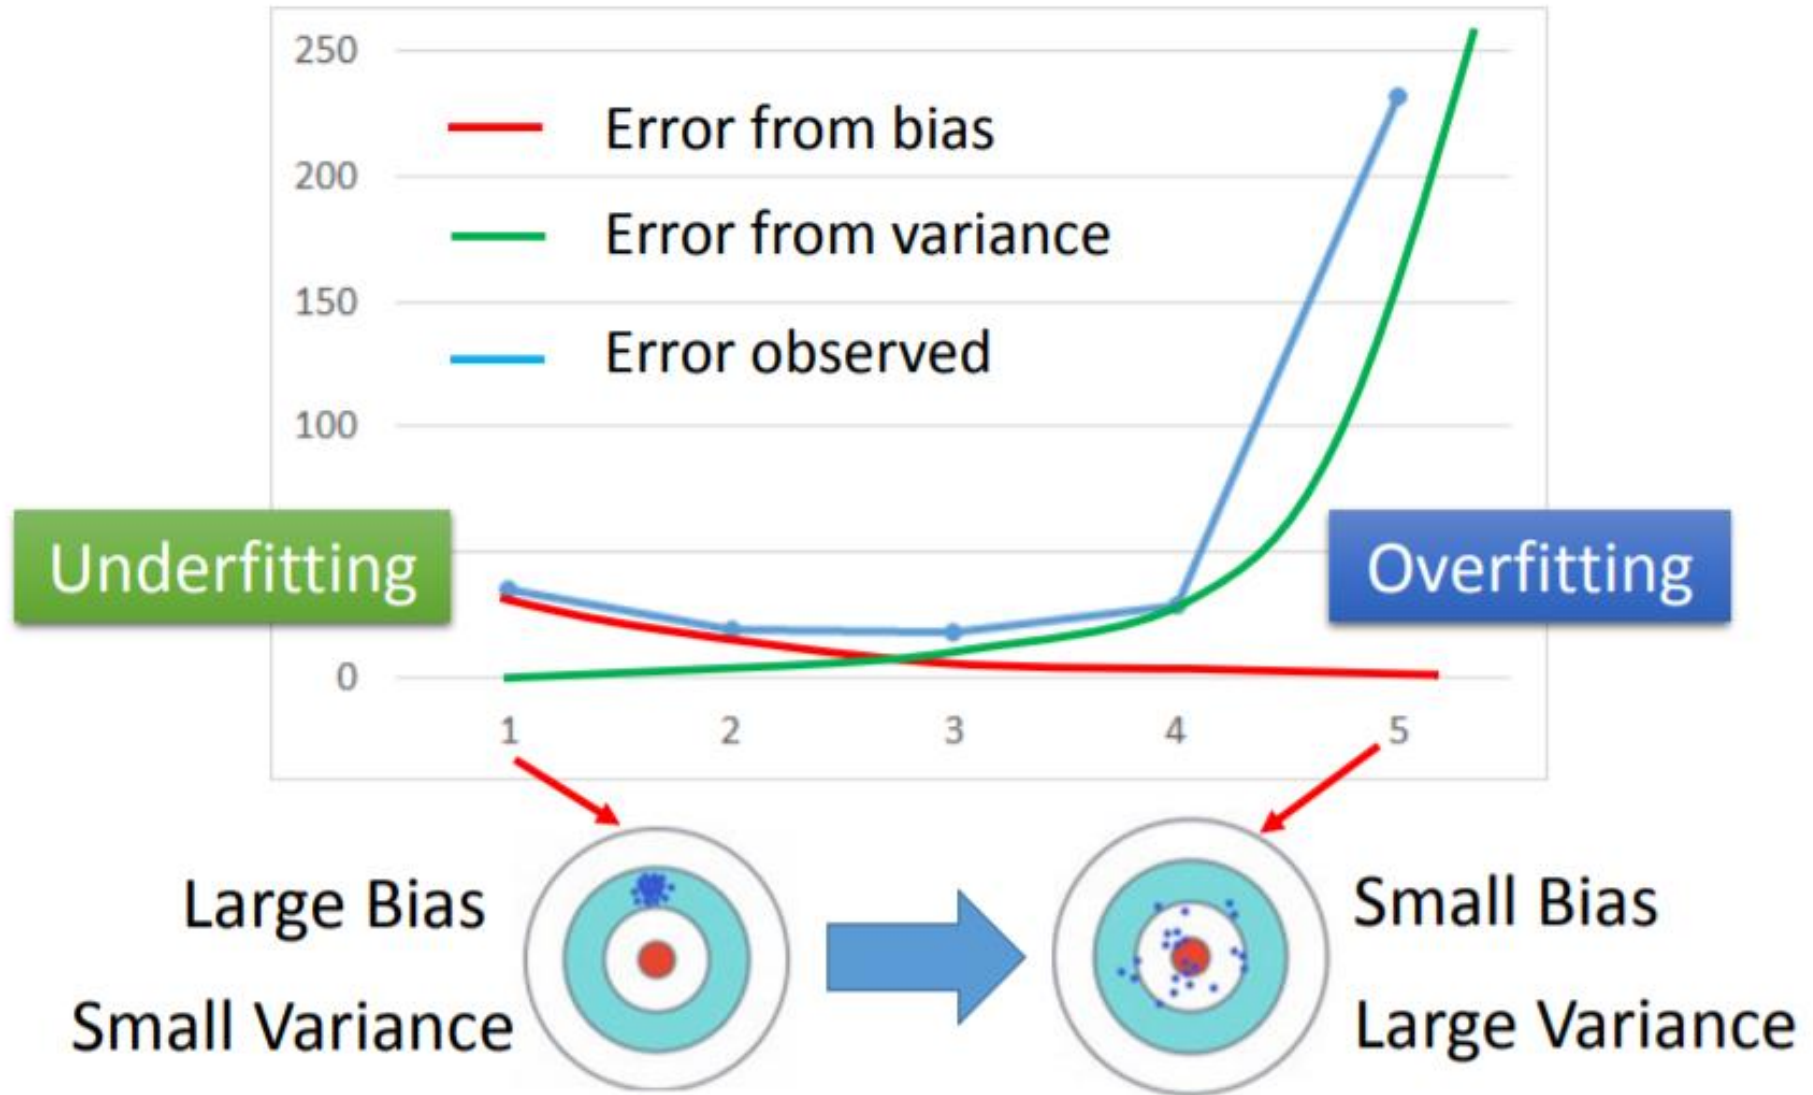 250
Error from bias
200
Error from variance
150
Error observed
100
Underfitting
Overfitting
0
1 2 3 4 5
Large Bias
Small Variance
Small Bias
Large Variance